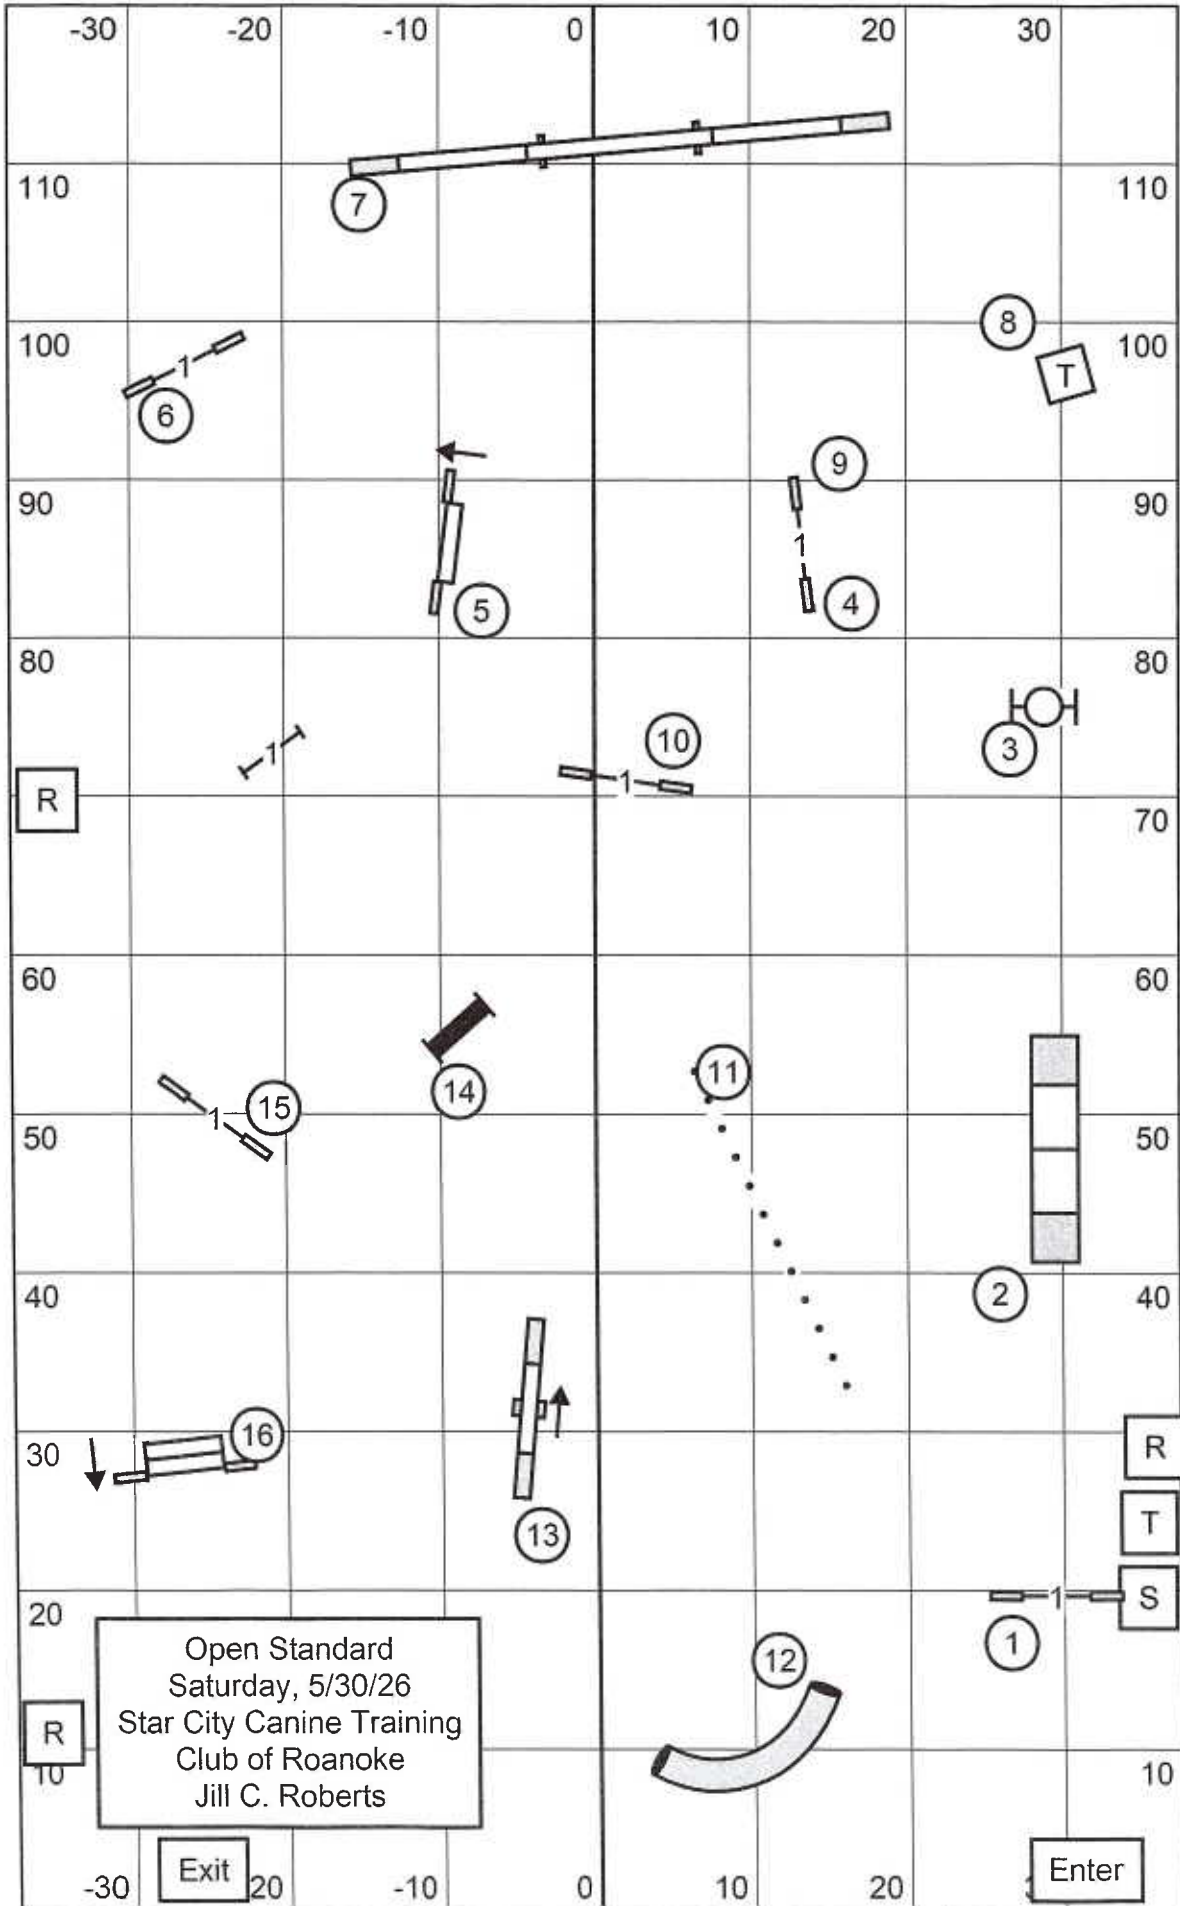 -30 -20 -10 0 10 20 30
110 110
7
8
100 100
T
6
9
90 90
5 4
80 80
3
10
1
1
1
1
R
70
60 60
11
14
15
1
50 50
2
40 40
16
R
30
13
T
1 S
20
1
Open Standard
Saturday, 5/30/26
Star City Canine Training
Club of Roanoke
Jill C. Roberts
12
R
10 10
Exit Enter
-30 20 -10 0 10 20